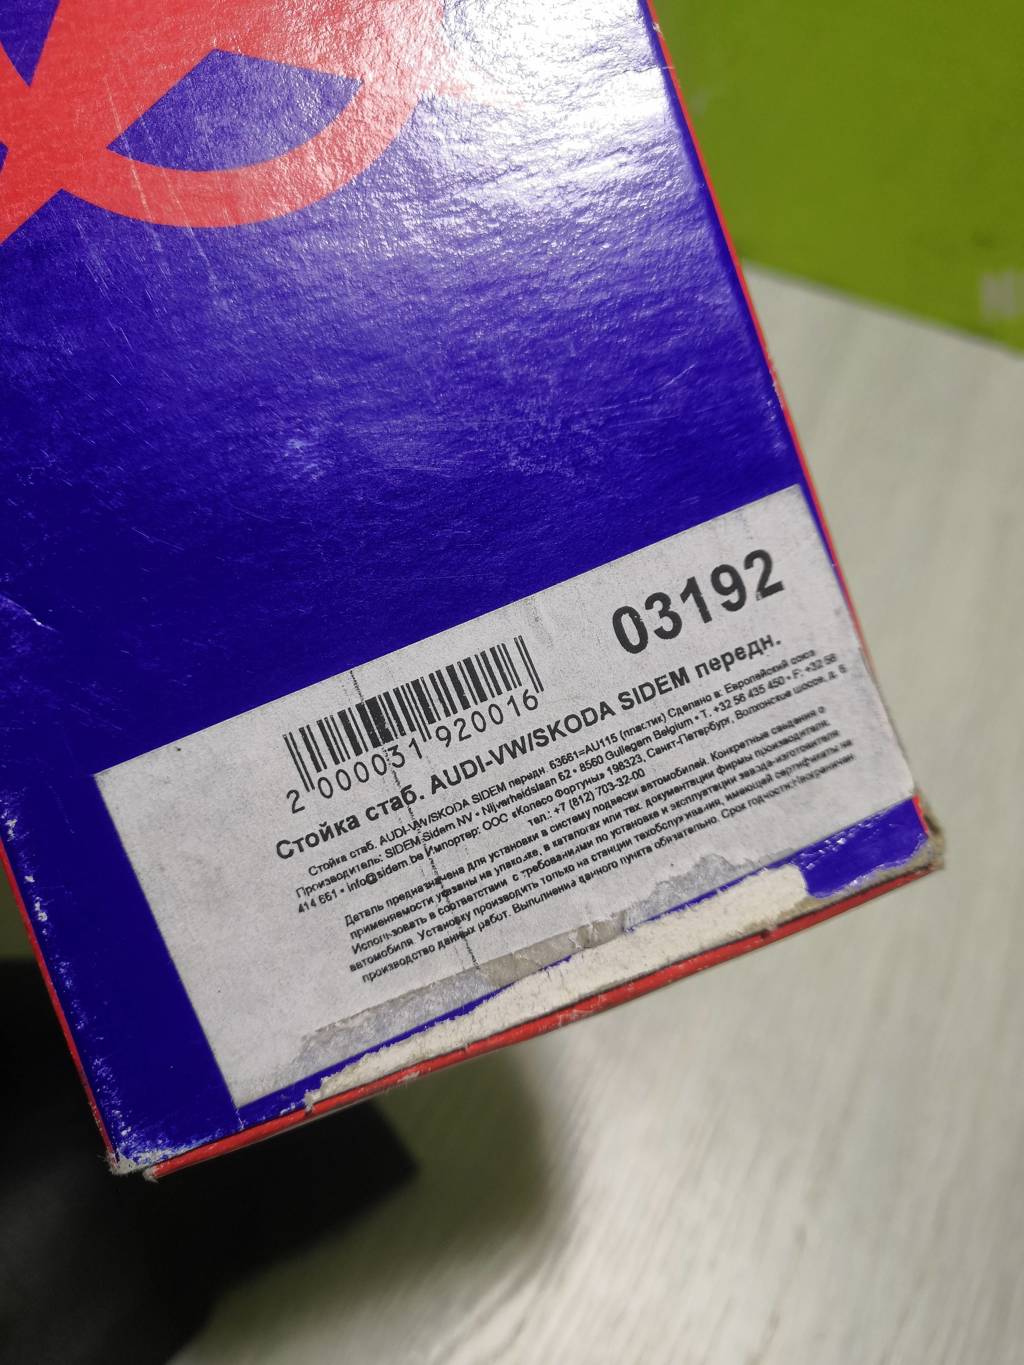 03192
2 000031 920016
Стойка стаб. AUDI-VW/SKODA SIDEM передн.
Стойка стаб. AUDI-VW/SKODA SIDEM передн 63661=AU115 (пластик) Сделано в: Европейский союз
Производитель: SIDEM Sidem NV • Nijverheidslaan 62 • 8560 Gullegem Belgium • T. +32 56 435 450 • F: +32 56
414 661 • info@sidem.be Импортер: ООО «Колесо Фортуны» 198323, Санкт-Петербург, Волхонское шоссе, д. 6
тел.: +7 (812) 703-32-00
Деталь предназначена для установки в систему подвески автомобилей. Конкретные сведения о
применяемости указаны на упаковке, в каталогах или тех. документации фирмы производителя.
Использовать в соответствии с требованиями по установке и эксплуатации завода-изготовителя
автомобиля. Установку производить только на станции техобслуживания, имеющей сертификаты на
производство данных работ. Выполнение данного пункта обязательно. Срок годности:Неограничен